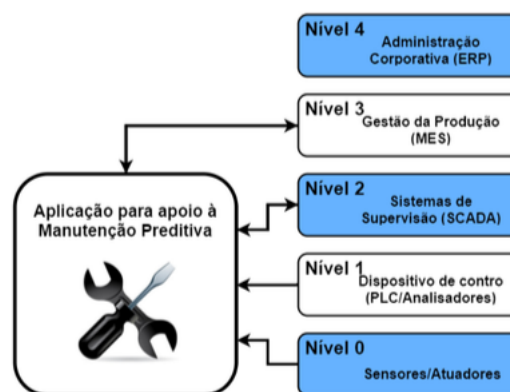 Nível 4
Administração
Corporativa (ERP)
Nível 3
Gestão da Produção
(MES)
Aplicação para apoio à
Manutenção Preditiva
Nível 2
Sistemas de
Supervisão (SCADA)
Nível 1
Dispositivo de contro
(PLC/Analisadores)
Nível 0
Sensores/Atuadores